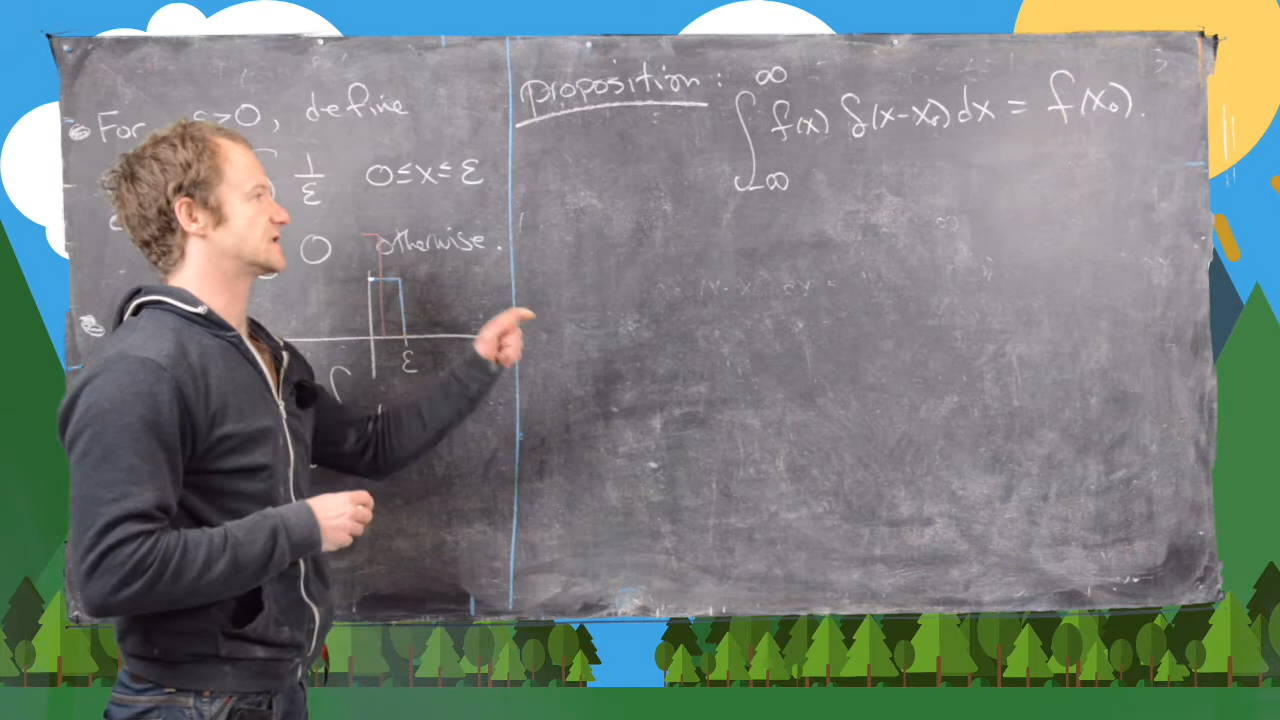 For ε>0, define
1/ε 0≤x≤ε
0 otherwise.
ε
proposition: ∫_{-∞}^{∞} f(x) δ(x-x₀) dx = f(x₀).